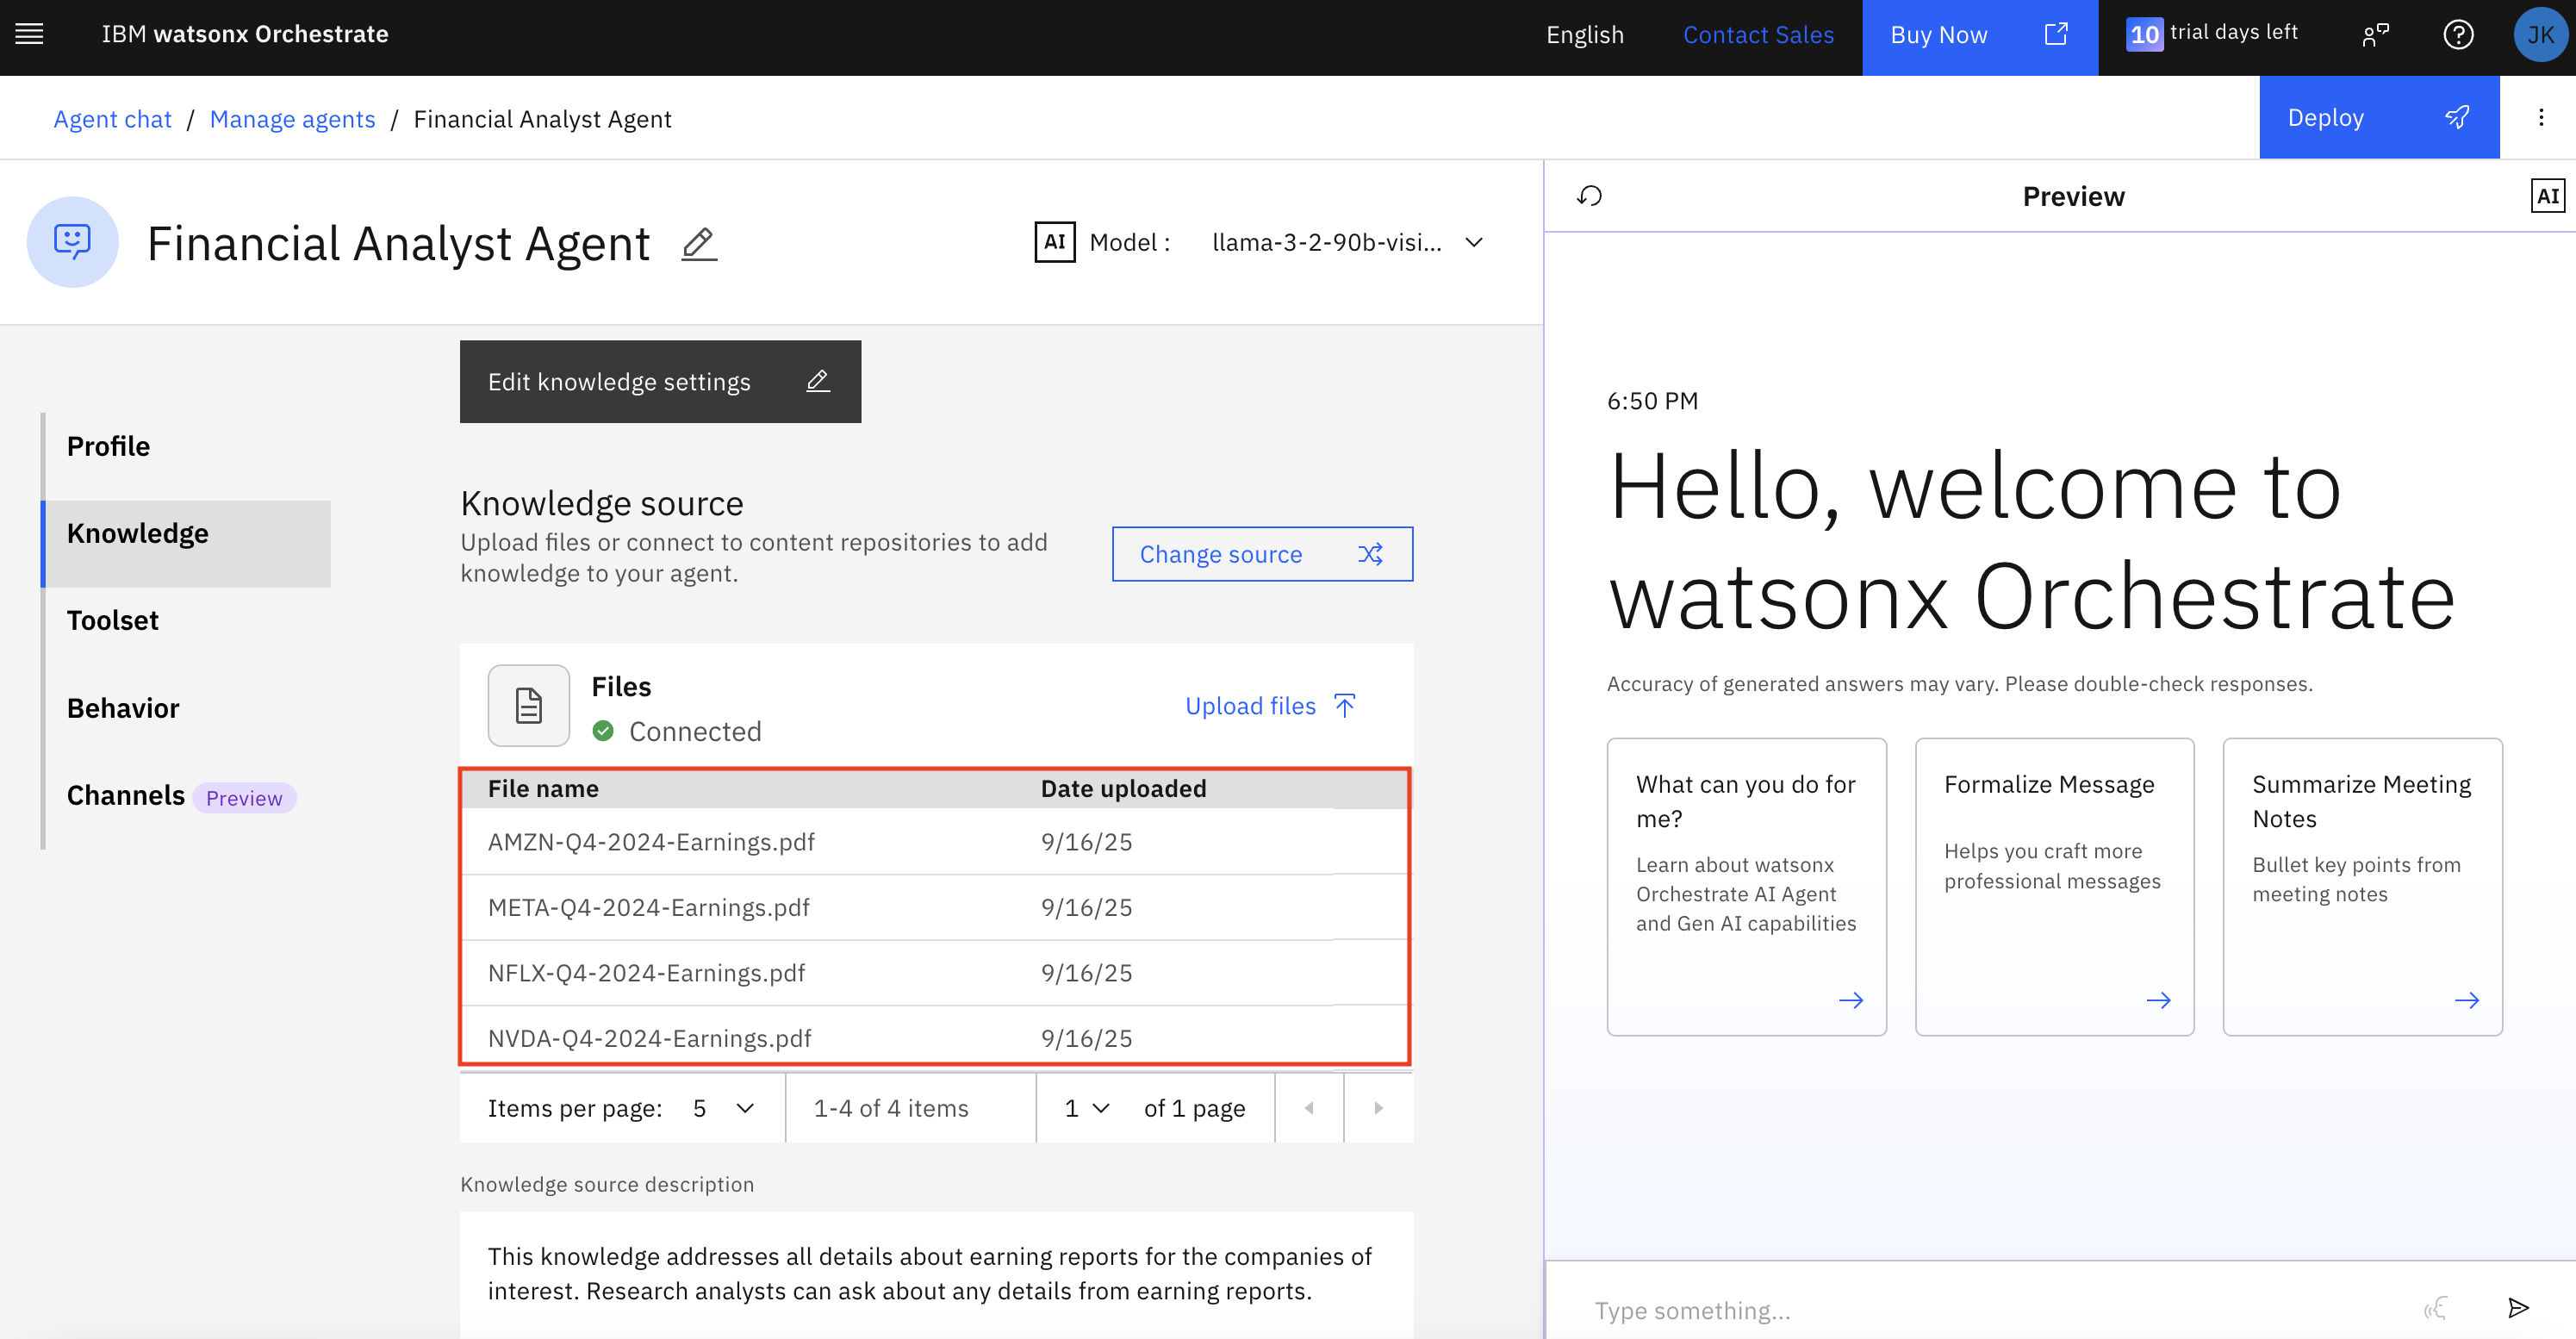 IBM watsonx Orchestrate
English
Contact Sales
Buy Now
10 trial days left
JK
Agent chat / Manage agents / Financial Analyst Agent
Deploy
Financial Analyst Agent
AI Model : llama-3-2-90b-visi...
Edit knowledge settings
Profile
Knowledge
Toolset
Behavior
Channels Preview
Knowledge source
Upload files or connect to content repositories to add
knowledge to your agent.
Change source
Files
Connected
Upload files
File name Date uploaded
AMZN-Q4-2024-Earnings.pdf 9/16/25
META-Q4-2024-Earnings.pdf 9/16/25
NFLX-Q4-2024-Earnings.pdf 9/16/25
NVDA-Q4-2024-Earnings.pdf 9/16/25
Items per page: 5 1-4 of 4 items 1 of 1 page
Knowledge source description
This knowledge addresses all details about earning reports for the companies of
interest. Research analysts can ask about any details from earning reports.
Preview
AI
6:50 PM
Hello, welcome to
watsonx Orchestrate
Accuracy of generated answers may vary. Please double-check responses.
What can you do for
me?
Learn about watsonx
Orchestrate AI Agent
and Gen AI capabilities
Formalize Message
Helps you craft more
professional messages
Summarize Meeting
Notes
Bullet key points from
meeting notes
Type something...